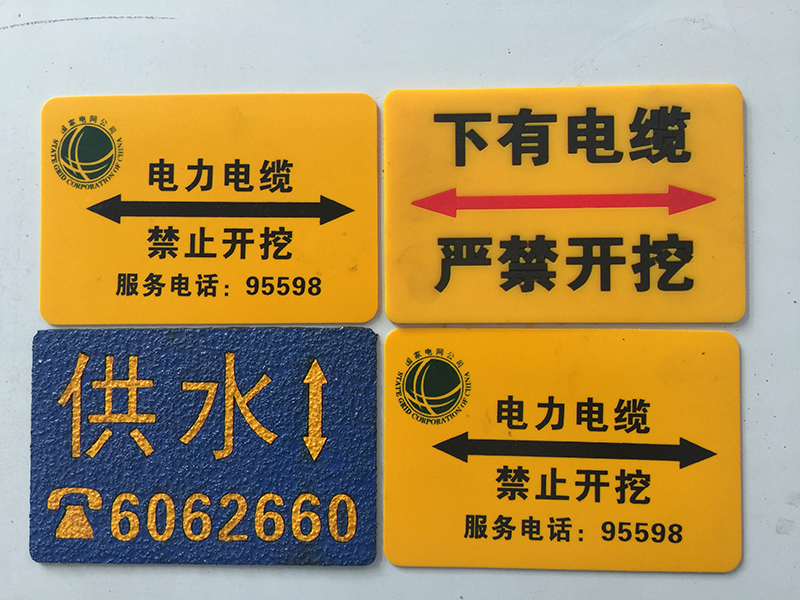 国家电网公司
STATE GRID CORPORATION OF CHINA
电力电缆
禁止开挖
服务电话：95598
下有电缆
严禁开挖
供水
6062660
国家电网公司
STATE GRID CORPORATION OF CHINA
电力电缆
禁止开挖
服务电话：95598